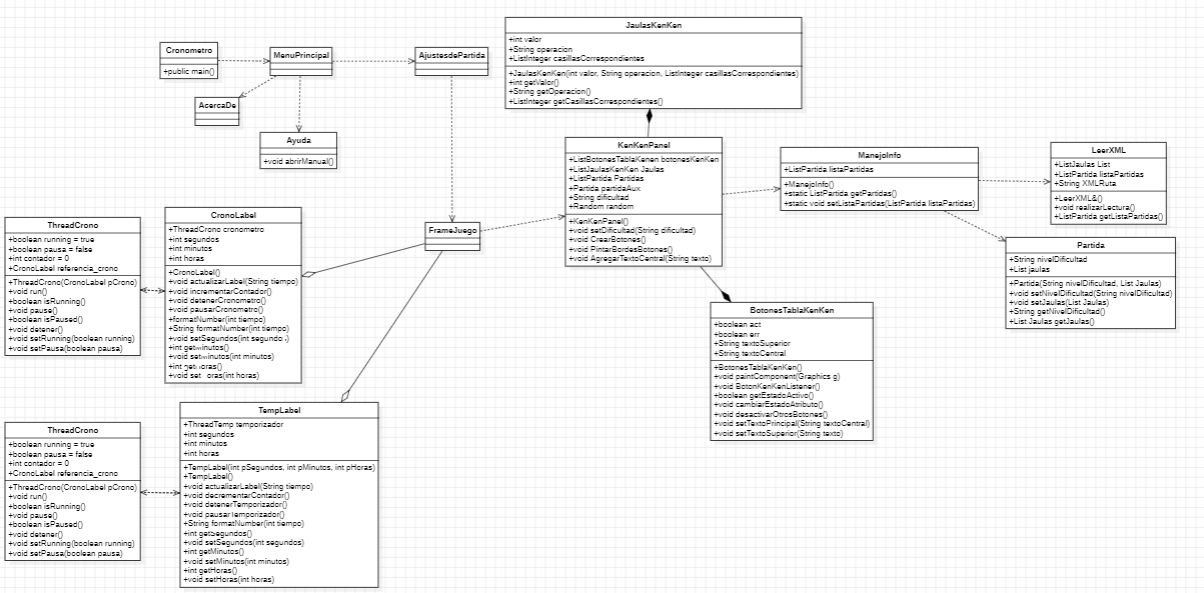 JaulasKenKen
+int valor
+String operacion
+ListInteger casillasCorrespondientes
+JaulasKenKen(int valor, String operacion, ListInteger casillasCorrespondientes)
+int getValor()
+String getOperacion()
+ListInteger getCasillasCorrespondientes()
Cronometro
+public main()
MenuPrincipal
AjustesdePartida
AcercaDe
Ayuda
+void abrirManual()
KenKenPanel
+ListBotonesTablaKenen botonesKenKen
+ListJaulasKenKen Jaulas
+ListPartida Partidas
+Partida partidaAux
+String dificultad
+Random random
+KenKenPanel()
+void setDificultad(String dificultad)
+void CrearBotones()
+void PintarBordesBotones()
+void AgregarTextoCentral(String texto)
ManejoInfo
+ListPartida listaPartidas
+ManejoInfo()
+static ListPartida getPartidas()
+static void setListaPartidas(ListPartida listaPartidas)
LeerXML
+ListJaulas List
+ListPartida listaPartidas
+String XMLRuta
+LeerXML&()
+void realizarLectura()
+ListPartida getListaPartidas()
Partida
+String nivelDificultad
+List jaulas
+Partida(String nivelDificultad, List Jaulas)
+void setNivelDificultad(String nivelDificultad)
+void setJaulas(List Jaulas)
+String getNivelDificultad()
+List Jaulas getJaulas()
ThreadCrono
+boolean running = true
+boolean pausa = false
+int contador = 0
+CronoLabel referencia_crono
+ThreadCrono(CronoLabel pCrono)
+void run()
+boolean isRunning()
+void pause()
+boolean isPaused()
+void detener()
+void setRunning(boolean running)
+void setPausa(boolean pausa)
CronoLabel
+ThreadCrono cronometro
+int segundos
+int minutos
+int horas
+CronoLabel()
+void actualizarLabel(String tiempo)
+void incrementarContador()
+void detenerCronometro()
+void pausarCronometro()
+formatNumber(int tiempo)
+String formatNumber(int tiempo)
+void setSegundos(int
+int
+void
minutos(int minutos)
+int
+void set
oras(int horas)
FrameJuego
BotonesTablaKenKen
+boolean act
+boolean err
+String textoSuperior
+String textoCentral
+BotonesTablaKenKen()
+void paintComponent(Graphics g)
+void BotonKenKenListener()
+boolean getEstadoActivo()
+void cambiarEstadoAtributo()
+void desactivarOtrosBotones()
+void setTextoPrincipal(String textoCentral)
+void setTextoSuperior(String texto)
TempLabel
+ThreadTemp temporizador
+int segundos
+int minutos
+int horas
+TempLabel(int pSegundos, int pMinutos, int pHoras)
+TempLabel()
+void actualizarLabel(String tiempo)
+void decrementarContador()
+void detenerTemporizador()
+void pausarTemporizador()
+String formatNumber(int tiempo)
+int getSegundos()
+void setSegundos(int segundos)
+int getMinutos()
+void setMinutos(int minutos)
+int getHoras()
+void setHoras(int horas)
ThreadCrono
+boolean running = true
+boolean pausa = false
+int contador = 0
+CronoLabel referencia_crono
+ThreadCrono(CronoLabel pCrono)
+void run()
+boolean isRunning()
+void pause()
+boolean isPaused()
+void detener()
+void setRunning(boolean running)
+void setPausa(boolean pausa)